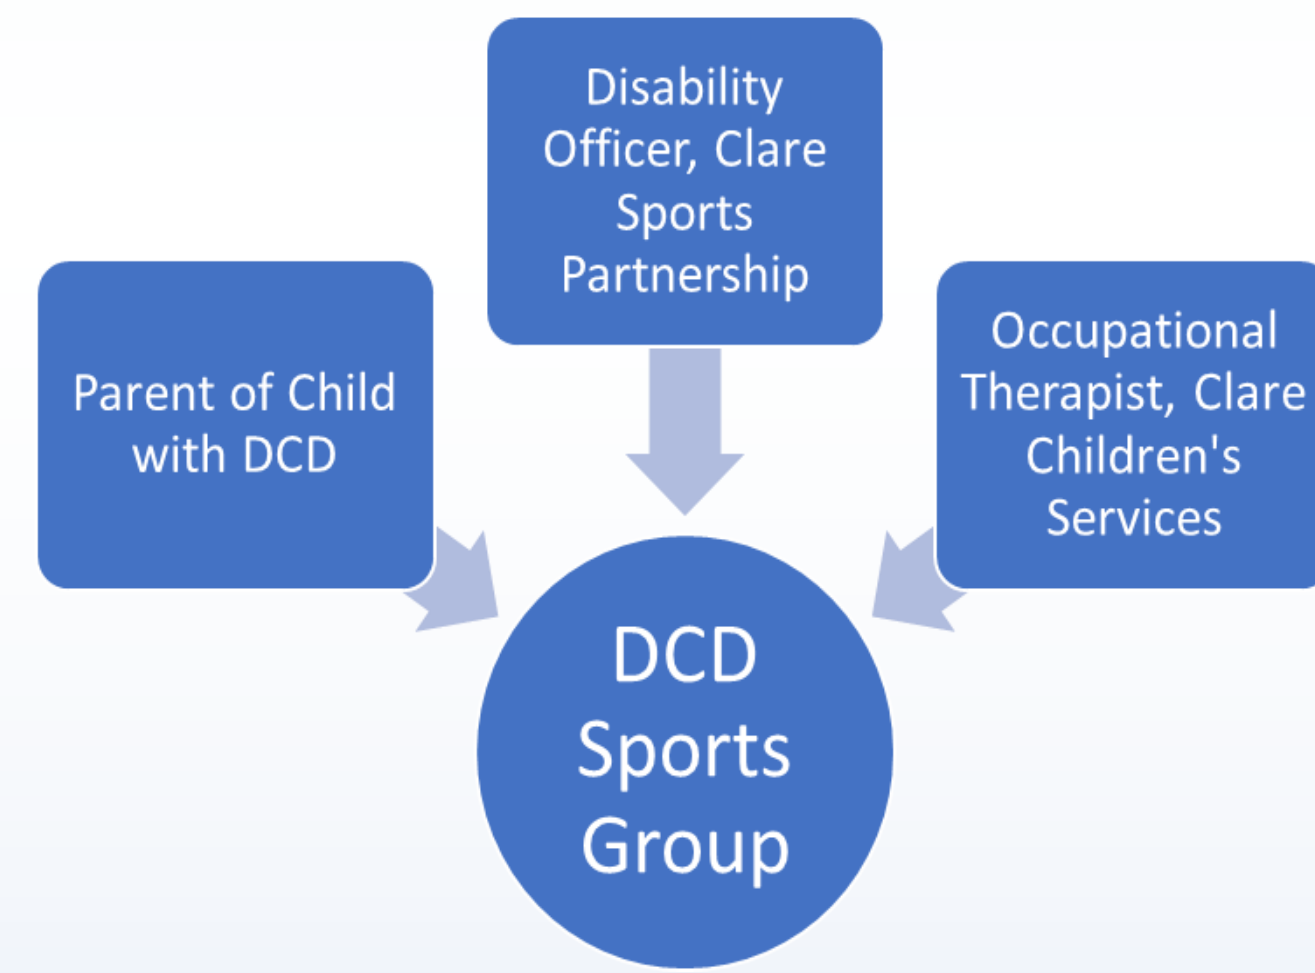 Disability
Officer, Clare
Sports
Partnership
Parent of Child
with DCD
Occupational
Therapist, Clare
Children's
Services
DCD
Sports
Group